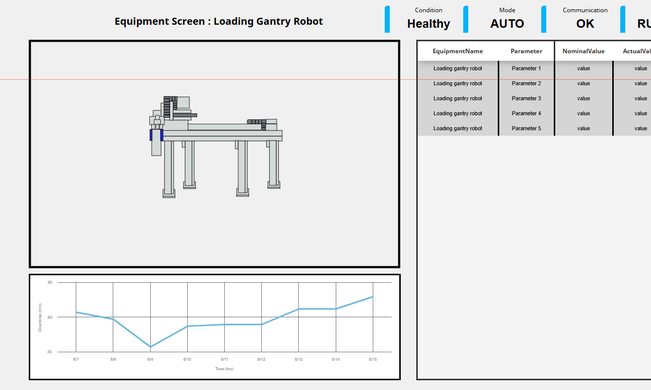 Equipment Screen : Loading Gantry Robot
Condition
Healthy
Mode
AUTO
Communication
OK
RU
EquipmentName Parameter NominalValue ActualVal
Loading gantry robot Parameter 1 value value
Loading gantry robot Parameter 2 value value
Loading gantry robot Parameter 3 value value
Loading gantry robot Parameter 4 value value
Loading gantry robot Parameter 5 value value
80
60
40
8/7 8/8 8/9 8/10 8/11 8/12 8/13 8/14 8/15
Time (hrs)